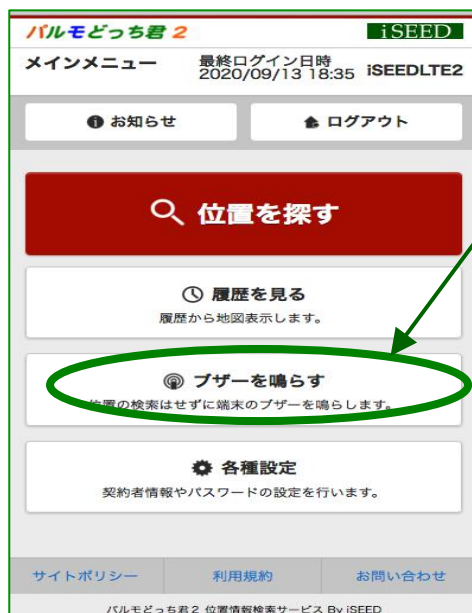 パルモどっち君 2 iSEED
メインメニュー 最終ログイン日時
2020/09/13 18:35 iSEEDLTE2
お知らせ ログアウト
位置を探す
履歴を見る
履歴から地図表示します。
ブザーを鳴らす
位置の検索はせずに端末のブザーを鳴らします。
各種設定
契約者情報やパスワードの設定を行います。
サイトポリシー 利用規約 お問い合わせ
パルモどっち君2 位置情報検索サービス By iSEED